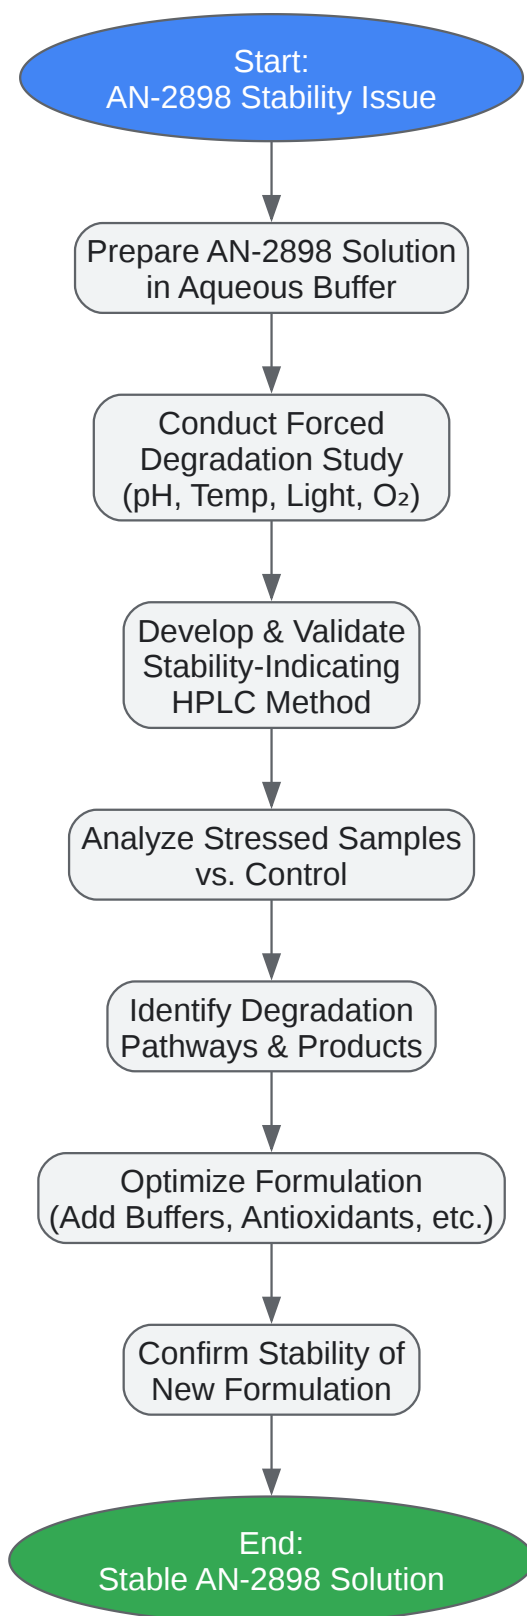 Start:
AN-2898 Stability Issue
Prepare AN-2898 Solution
in Aqueous Buffer
Conduct Forced
Degradation Study
(pH, Temp, Light, O₂)
Develop & Validate
Stability-Indicating
HPLC Method
Analyze Stressed Samples
vs. Control
Identify Degradation
Pathways & Products
Optimize Formulation
(Add Buffers, Antioxidants, etc.)
Confirm Stability of
New Formulation
End:
Stable AN-2898 Solution